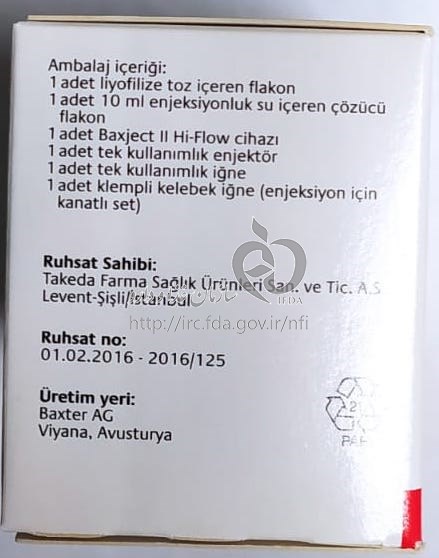 Ambalaj içeriği:
1 adet liyofilize toz içeren flakon
1 adet 10 ml enjeksiyonluk su içeren çözücü
flakon
1 adet Baxject II Hi-Flow cihazı
1 adet tek kullanımlık enjektör
1 adet tek kullanımlık iğne
1 adet klempli kelebek iğne (enjeksiyon için
kanatlı set)
Ruhsat Sahibi:
Takeda Farma Sağlık Ürünleri San. ve Tic. A.Ş
Levent-Şişli/İstanbul
IFDA
http://irc.fda.gov.ir/nfi
Ruhsat no:
01.02.2016 - 2016/125
Üretim yeri:
Baxter AG
Viyana, Avusturya
PAP